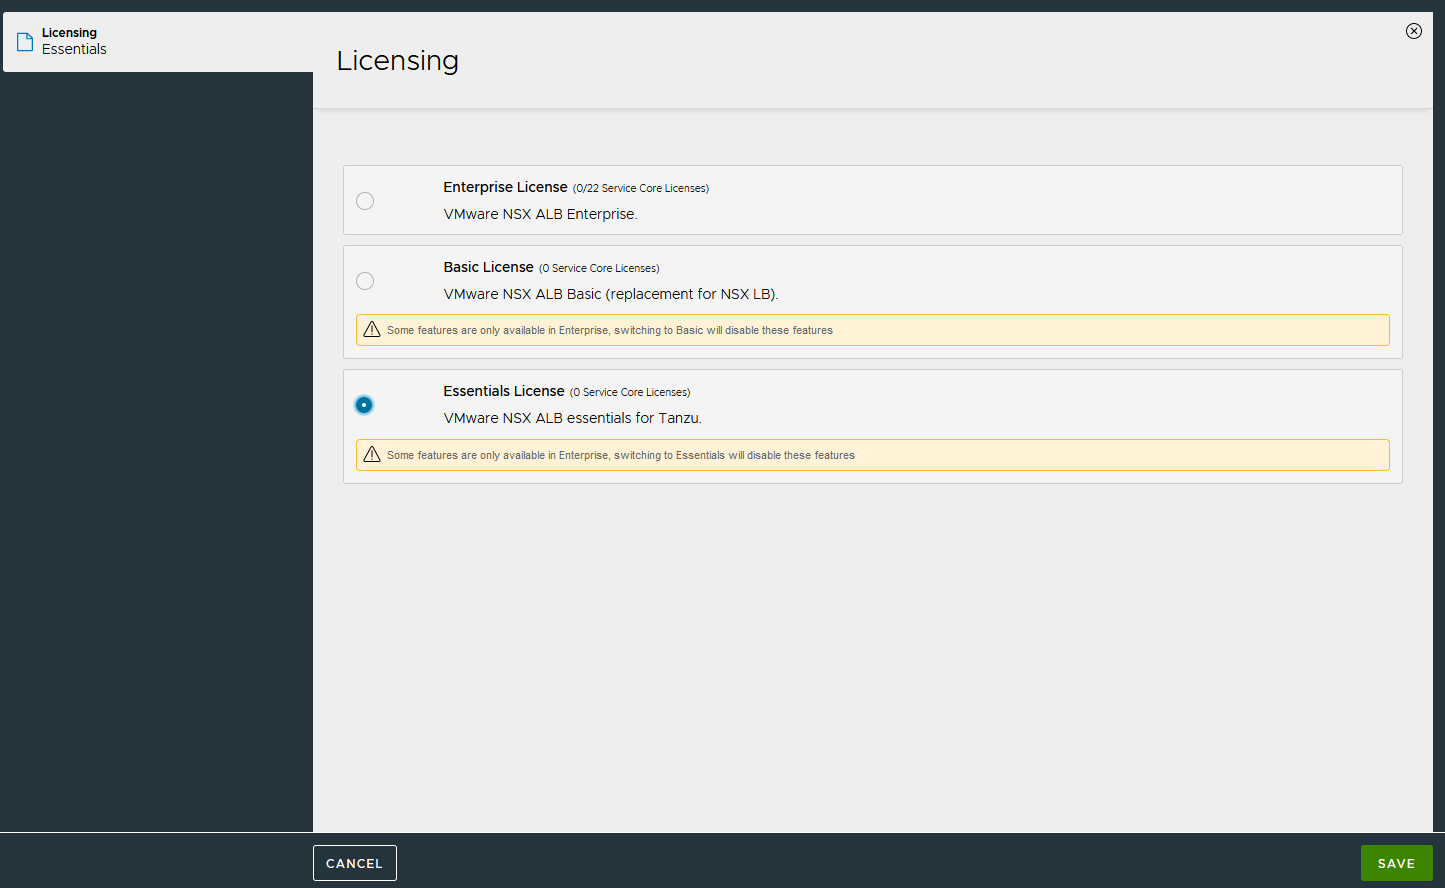 Licensing
Essentials
Licensing
Enterprise License (0/22 Service Core Licenses)
VMware NSX ALB Enterprise.
Basic License (0 Service Core Licenses)
VMware NSX ALB Basic (replacement for NSX LB).
Some features are only available in Enterprise, switching to Basic will disable these features
Essentials License (0 Service Core Licenses)
VMware NSX ALB essentials for Tanzu.
Some features are only available in Enterprise, switching to Essentials will disable these features
CANCEL
SAVE